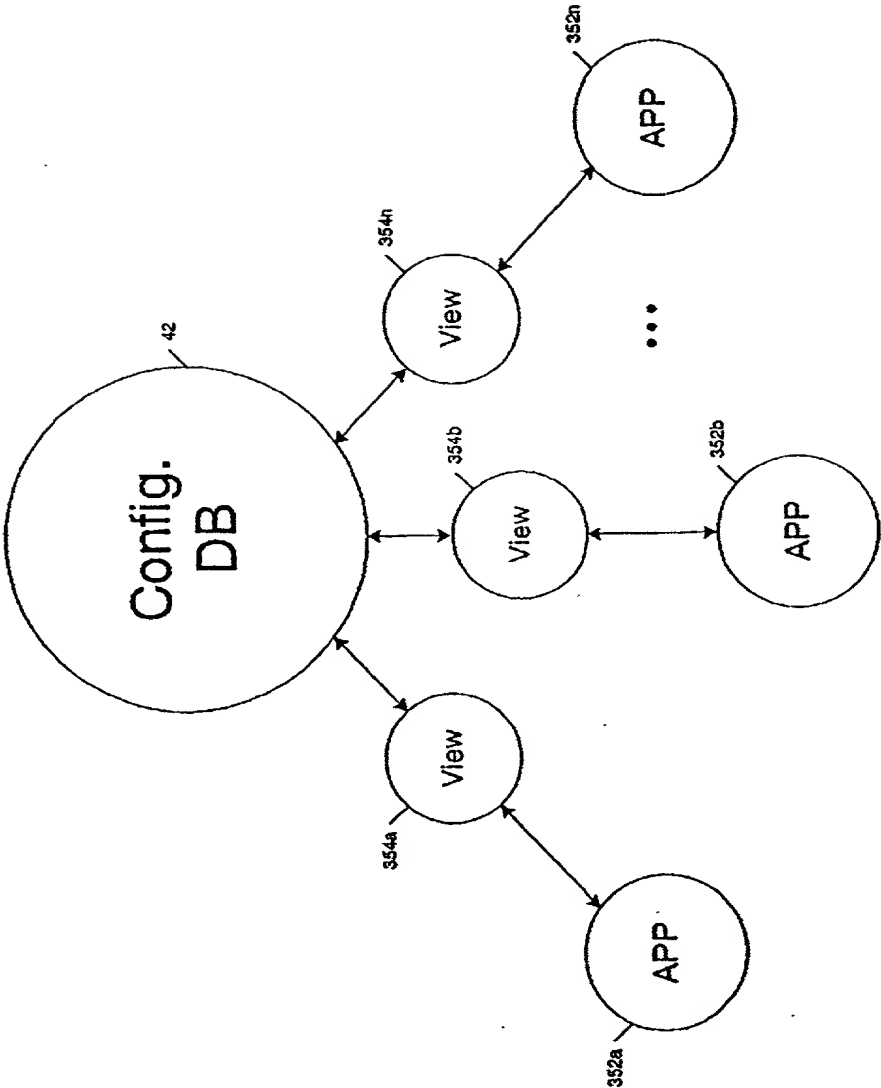 42
Config.
DB
354a
View
354b
View
354n
View
352a
APP
352b
APP
...
352n
APP